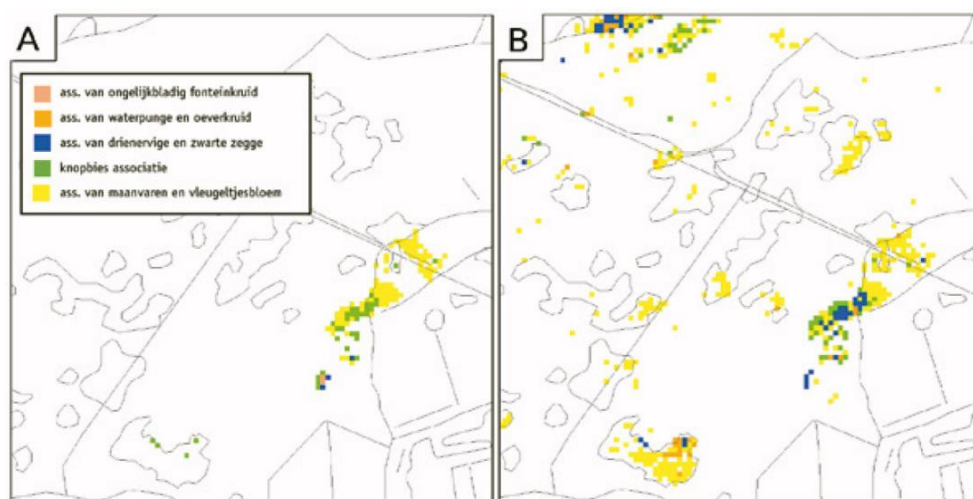 A
B
ass. van ongelijkbladig fonteinkruid
ass. van waterpunge en oeverkruid
ass. van drienervige en zwarte zegge
knopbies associatie
ass. van maanvaren en vleugeltjesbloem